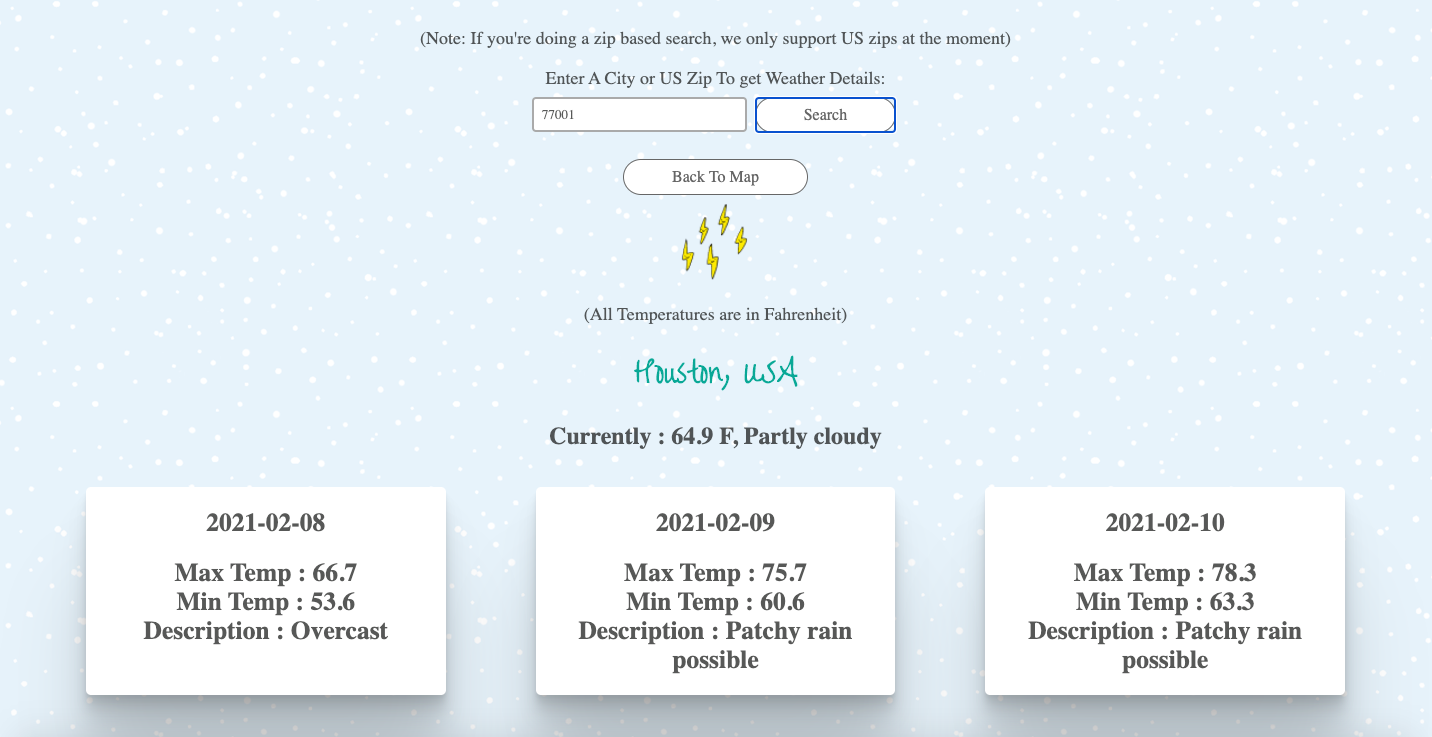 (Note: If you're doing a zip based search, we only support US zips at the moment)
Enter A City or US Zip To get Weather Details:
77001
Search
Back To Map
(All Temperatures are in Fahrenheit)
Houston, USA
Currently : 64.9 F, Partly cloudy
2021-02-08
Max Temp : 66.7
Min Temp : 53.6
Description : Overcast
2021-02-09
Max Temp : 75.7
Min Temp : 60.6
Description : Patchy rain
possible
2021-02-10
Max Temp : 78.3
Min Temp : 63.3
Description : Patchy rain
possible